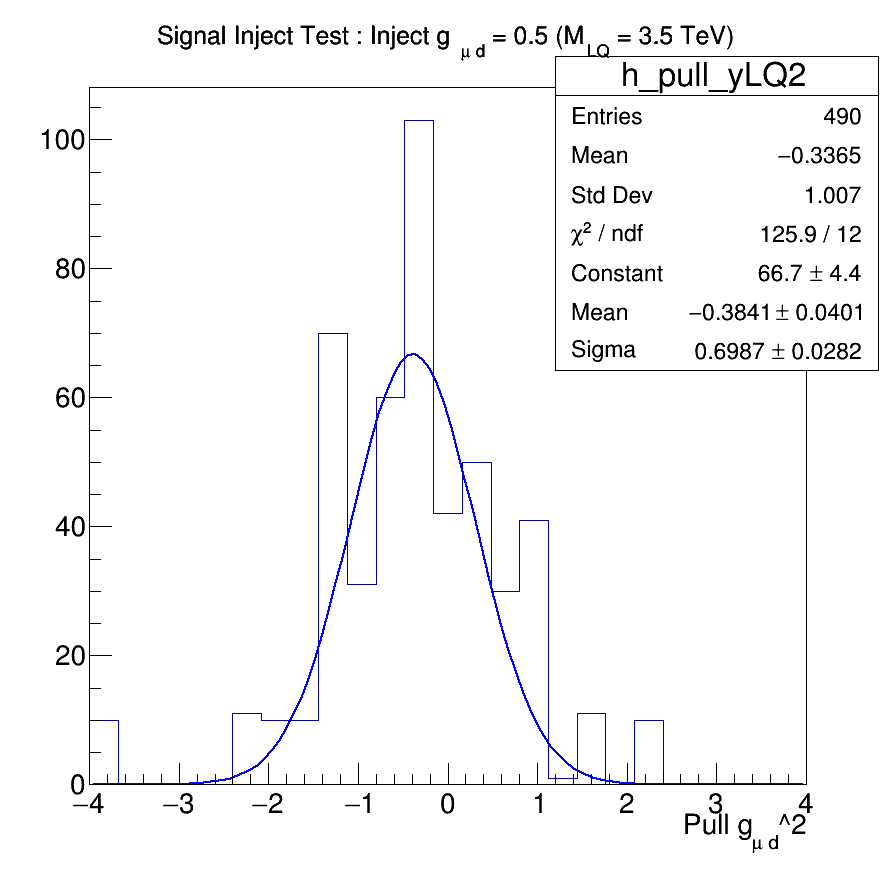 Signal Inject Test : Inject g μ d = 0.5 (M LQ = 3.5 TeV)
h_pull_yLQ2
Entries 490
Mean −0.3365
Std Dev 1.007
χ² / ndf 125.9 / 12
Constant 66.7 ± 4.4
Mean −0.3841 ± 0.0401
Sigma 0.6987 ± 0.0282
100
80
60
40
20
0
−4 −3 −2 −1 0 1 2 3 4
Pull g μ d ^2